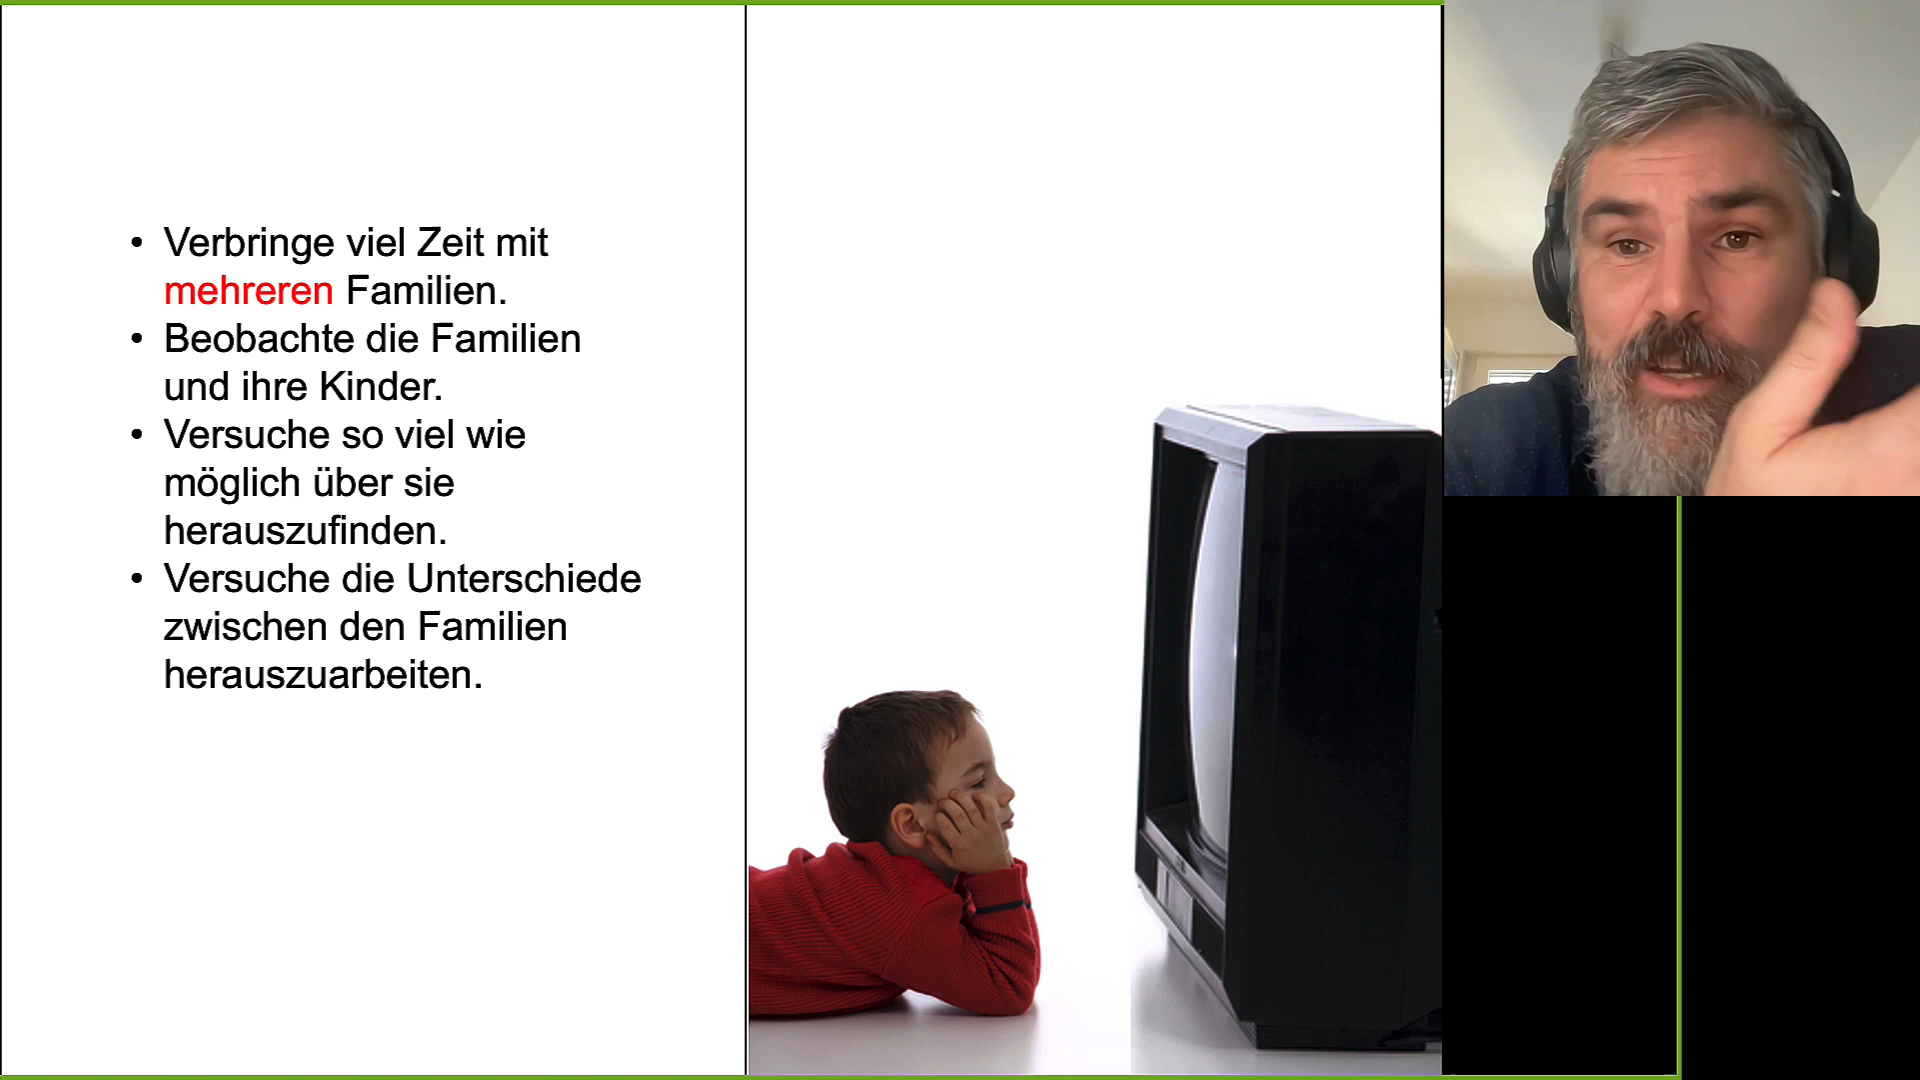 • Verbringe viel Zeit mit
mehreren Familien.
• Beobachte die Familien
und ihre Kinder.
• Versuche so viel wie
möglich über sie
herauszufinden.
• Versuche die Unterschiede
zwischen den Familien
herauszuarbeiten.